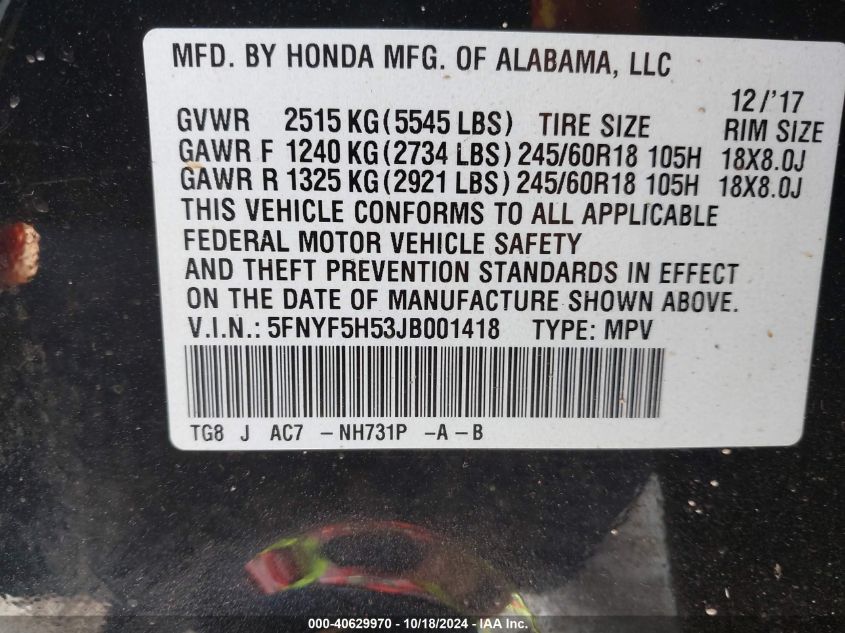 MFD. BY HONDA MFG. OF ALABAMA, LLC
12/'17
GVWR 2515 KG(5545 LBS) TIRE SIZE RIM SIZE
GAWR F 1240 KG(2734 LBS) 245/60R18 105H 18X8.0J
GAWR R 1325 KG(2921 LBS) 245/60R18 105H 18X8.0J
THIS VEHICLE CONFORMS TO ALL APPLICABLE
FEDERAL MOTOR VEHICLE SAFETY
AND THEFT PREVENTION STANDARDS IN EFFECT
ON THE DATE OF MANUFACTURE SHOWN ABOVE.
V.I.N.: 5FNYF5H53JB001418 TYPE: MPV
TG8 J AC7 -NH731P -A-B
000-40629970 - 10/18/2024 - IAA Inc.